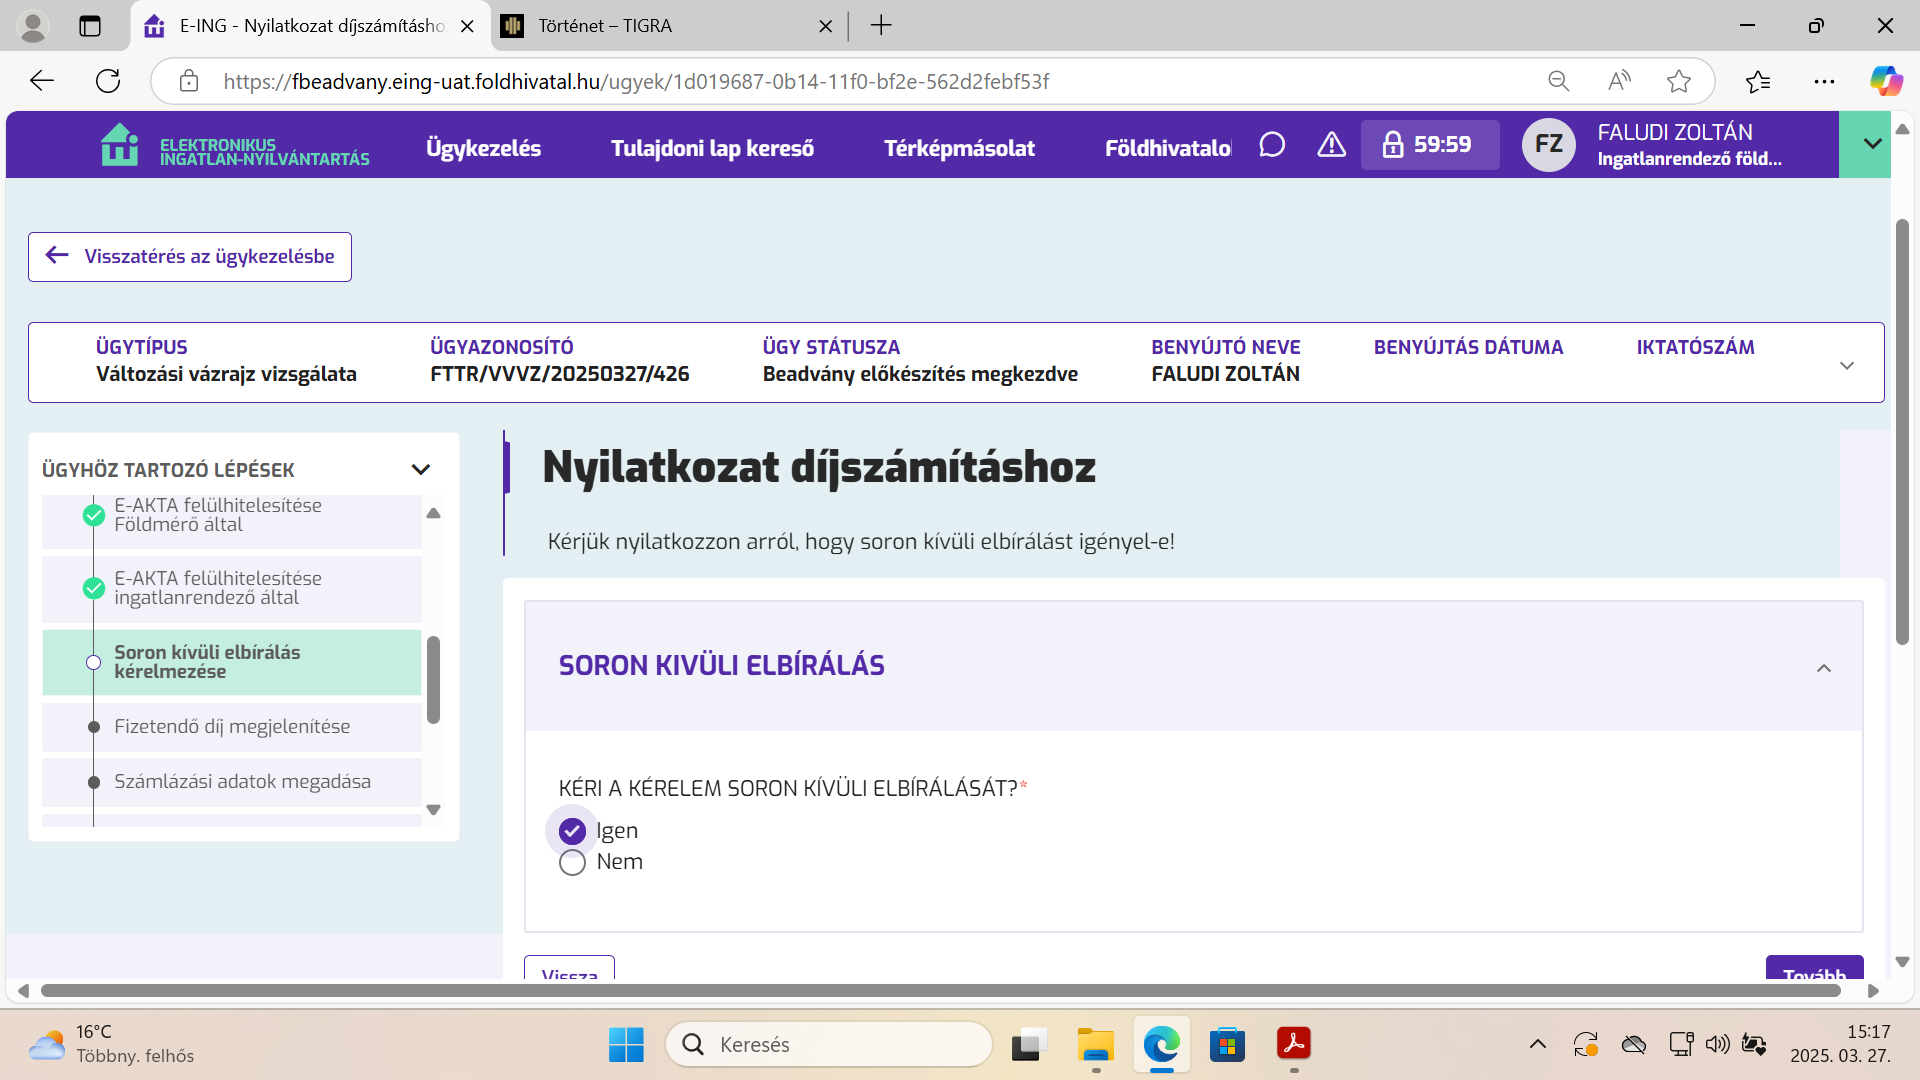 E-ING - Nyilatkozat díjszámításho
Történet – TIGRA
https://fbeadvany.eing-uat.foldhivatal.hu/ugyek/1d019687-0b14-11f0-bf2e-562d2febf53f
ELEKTRONIKUS
INGATLAN-NYILVÁNTARTÁS
Ügykezelés
Tulajdoni lap kereső
Térképmásolat
Földhivatalo
59:59
FZ
FALUDI ZOLTÁN
Ingatlanrendező föld...
Visszatérés az ügykezelésbe
ÜGYTÍPUS
Változási vázrajz vizsgálata
ÜGYAZONOSÍTÓ
FTTR/VVVZ/20250327/426
ÜGY STÁTUSZA
Beadvány előkészítés megkezdve
BENYÚJTÓ NEVE
FALUDI ZOLTÁN
BENYÚJTÁS DÁTUMA
IKTATÓSZÁM
ÜGYHÖZ TARTOZÓ LÉPÉSEK
E-AKTA felülhitelesítése
Földmérő által
E-AKTA felülhitelesítése
ingatlanrendező által
Soron kívüli elbírálás
kérelmezése
Fizetendő díj megjelenítése
Számlázási adatok megadása
Nyilatkozat díjszámításhoz
Kérjük nyilatkozzon arról, hogy soron kívüli elbírálást igényel-e!
SORON KIVÜLI ELBÍRÁLÁS
KÉRI A KÉRELEM SORON KÍVÜLI ELBÍRÁLÁSÁT?*
Igen
Nem
Vissza
Tovább
16°C
Többny. felhős
Keresés
15:17
2025. 03. 27.